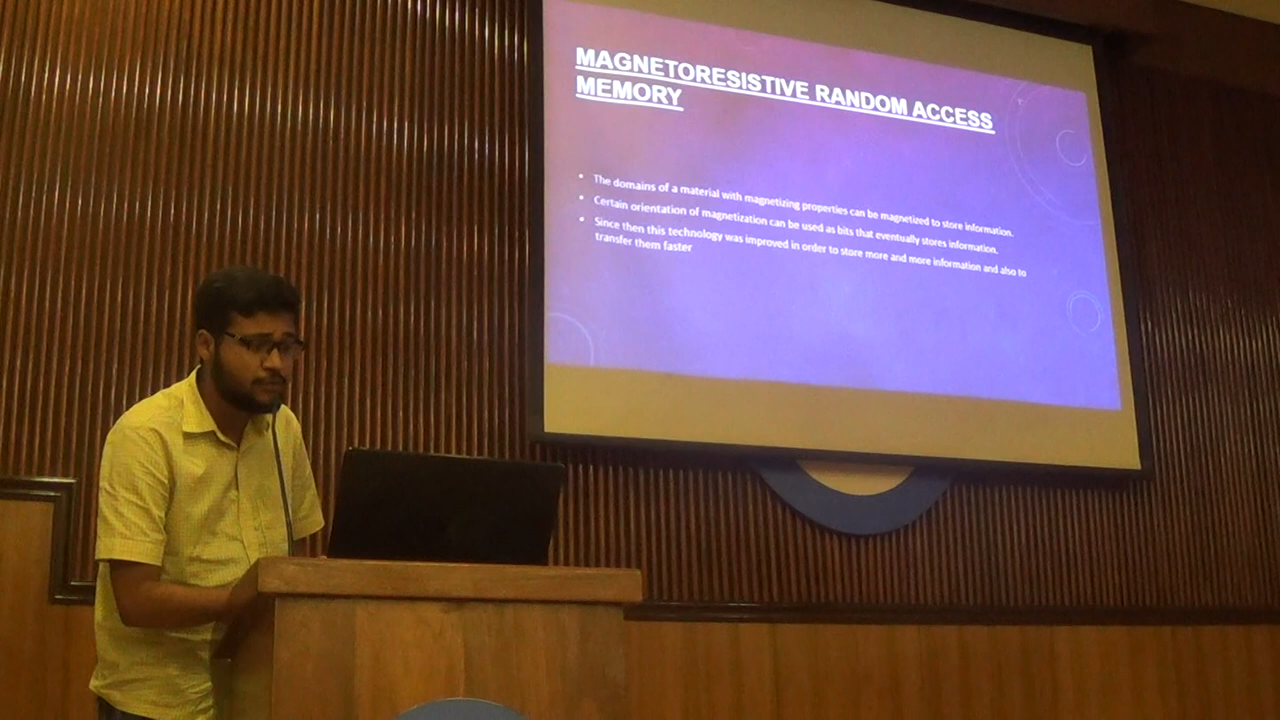 MAGNETORESISTIVE RANDOM ACCESS
MEMORY
• The domains of a material with magnetizing properties can be magnetized to store information.
• Certain orientation of magnetization can be used as bits that eventually stores information.
• Since then this technology was improved in order to store more and more information and also to
transfer them faster